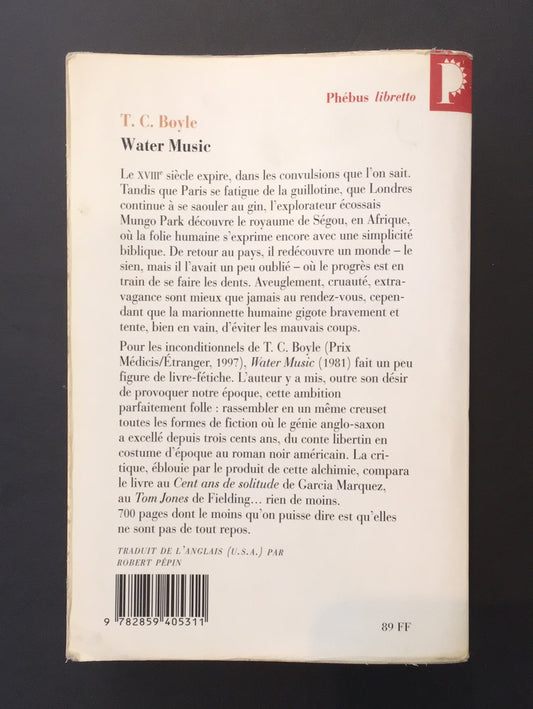 Phébus libretto
P
T. C. Boyle
Water Music
Le XVIIIe siècle expire, dans les convulsions que l'on sait.
Tandis que Paris se fatigue de la guillotine, que Londres
continue à se saouler au gin, l'explorateur écossais
Mungo Park découvre le royaume de Ségou, en Afrique,
où la folie humaine s'exprime encore avec une simplicité
biblique. De retour au pays, il redécouvre un monde – le
sien, mais il l'avait un peu oublié – où le progrès est en
train de se faire les dents. Aveuglement, cruauté, extra-
vagance sont mieux que jamais au rendez-vous, cepen-
dant que la marionnette humaine gigote bravement et
tente, bien en vain, d'éviter les mauvais coups.
Pour les inconditionnels de T. C. Boyle (Prix
Médicis/Étranger, 1997), Water Music (1981) fait un peu
figure de livre-fétiche. L'auteur y a mis, outre son désir
de provoquer notre époque, cette ambition
parfaitement folle : rassembler en un même creuset
toutes les formes de fiction où le génie anglo-saxon
a excellé depuis trois cents ans, du conte libertin en
costume d'époque au roman noir américain. La cri-
tique, éblouie par le produit de cette alchimie, compara
le livre au Cent ans de solitude de Garcia Marquez,
au Tom Jones de Fielding... rien de moins.
700 pages dont le moins qu'on puisse dire est qu'elles
ne sont pas de tout repos.
TRADUIT DE L'ANGLAIS (U.S.A.) PAR
ROBERT PÉPIN
9 782859 405311
89 FF